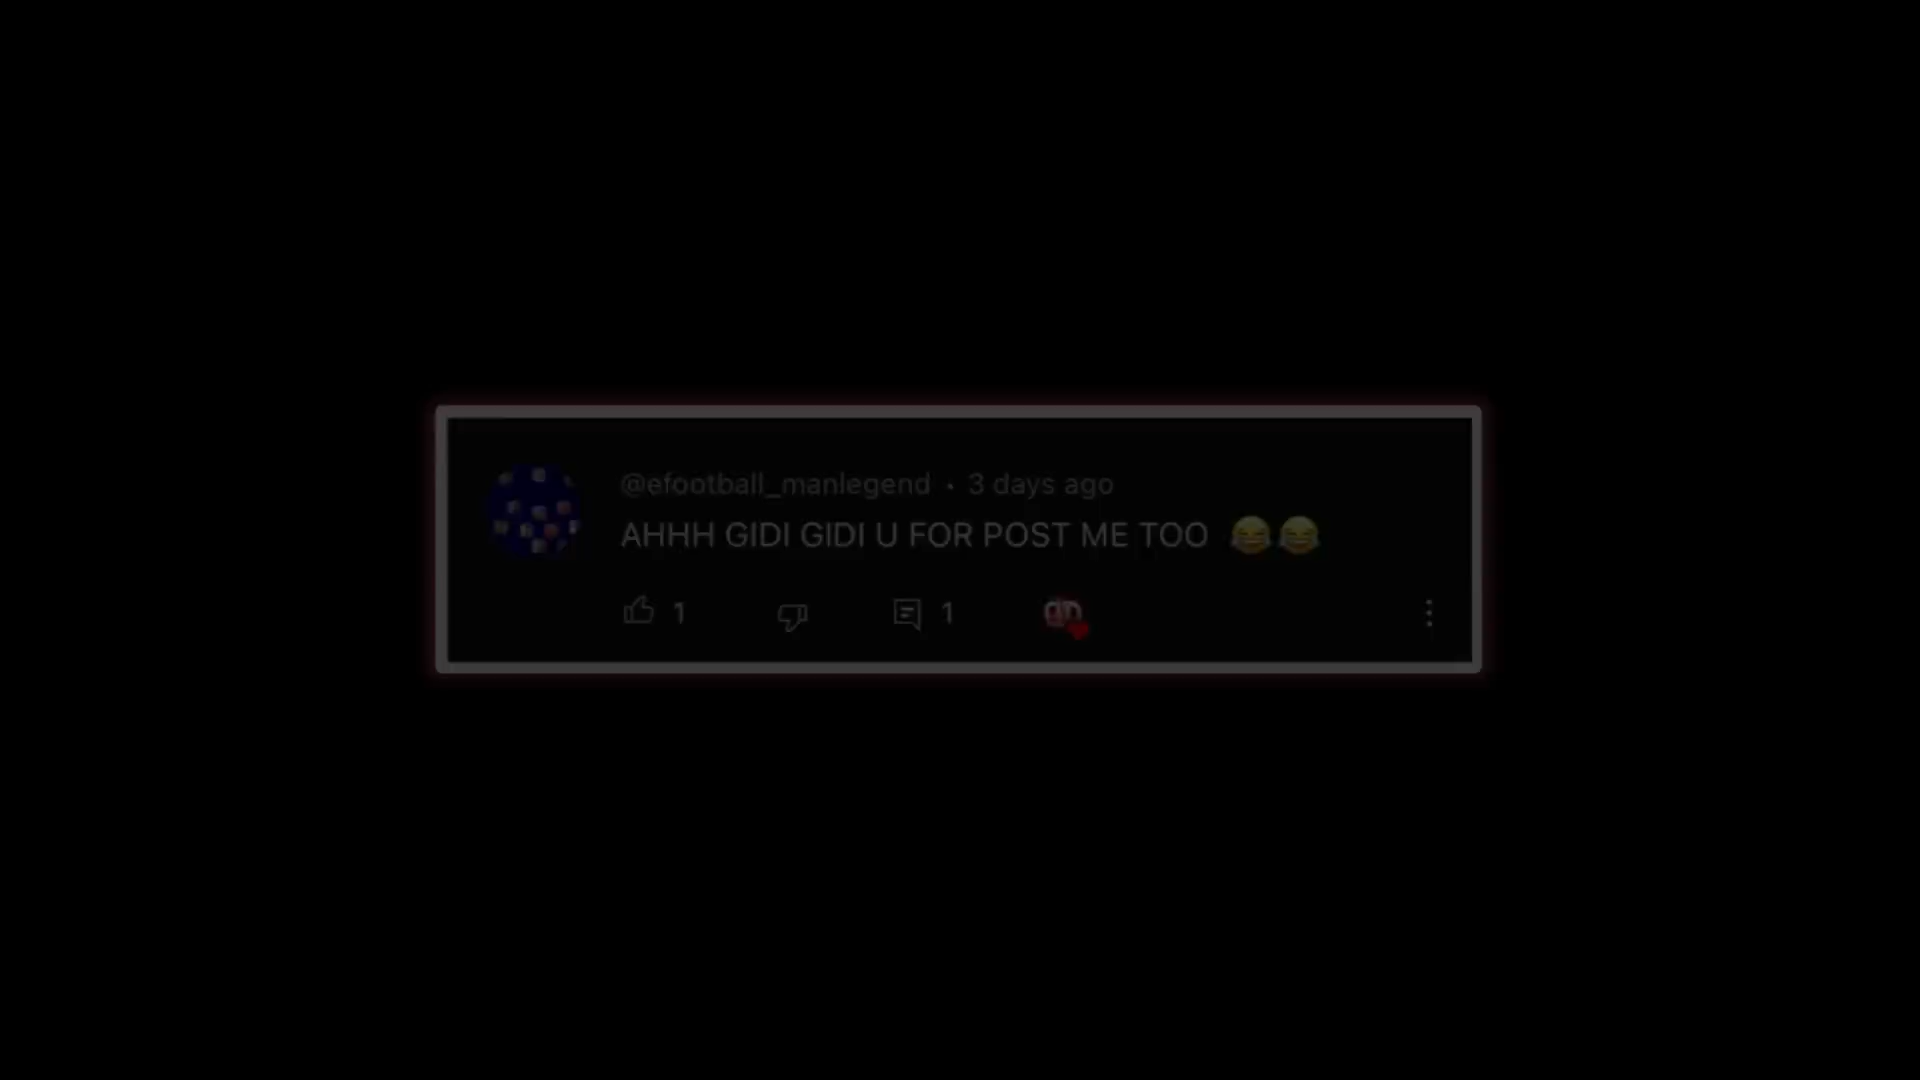 @efootball_manlegend · 3 days ago
AHHH GIDI GIDI U FOR POST ME TOO 😂😂
1 1